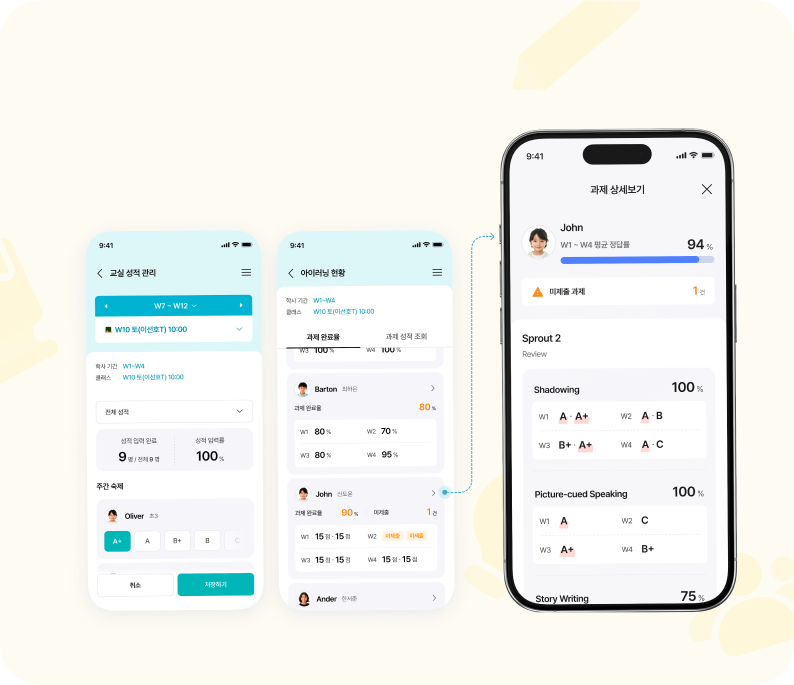 9:41
교실 성적 관리
W7 ~ W12
W10 토(이선호T) 10:00
학사 기간 W1~W4
클래스 W10 토(이선호T) 10:00
전체 성적
성적 입력 완료 성적 입력률
9 명 / 전체 9 명 100 %
주간 숙제
Oliver 초3
A+ A B+ B C
취소 저장하기
9:41
아이러닝 현황
학사 기간 W1~W4
클래스 W10 토(이선호T) 10:00
과제 완료율 과제 성적 조회
W3 100 % W4 100 %
Barton 최하은
과제 완료율 80 %
W1 80 % W2 70 %
W3 80 % W4 95 %
John 신도윤
과제 완료율 90 % 미제출 1 건
W1 15 점 · 15 점 W2 미제출 미제출
W3 15 점 · 15 점 W4 15 점 · 15 점
Ander 한서준
9:41
과제 상세보기
John
W1 ~ W4 평균 정답률 94 %
미제출 과제 1 건
Sprout 2
Review
Shadowing 100 %
W1 A · A+ W2 A · B
W3 B+ · A+ W4 A · C
Picture-cued Speaking 100 %
W1 A W2 C
W3 A+ W4 B+
Story Writing 75 %